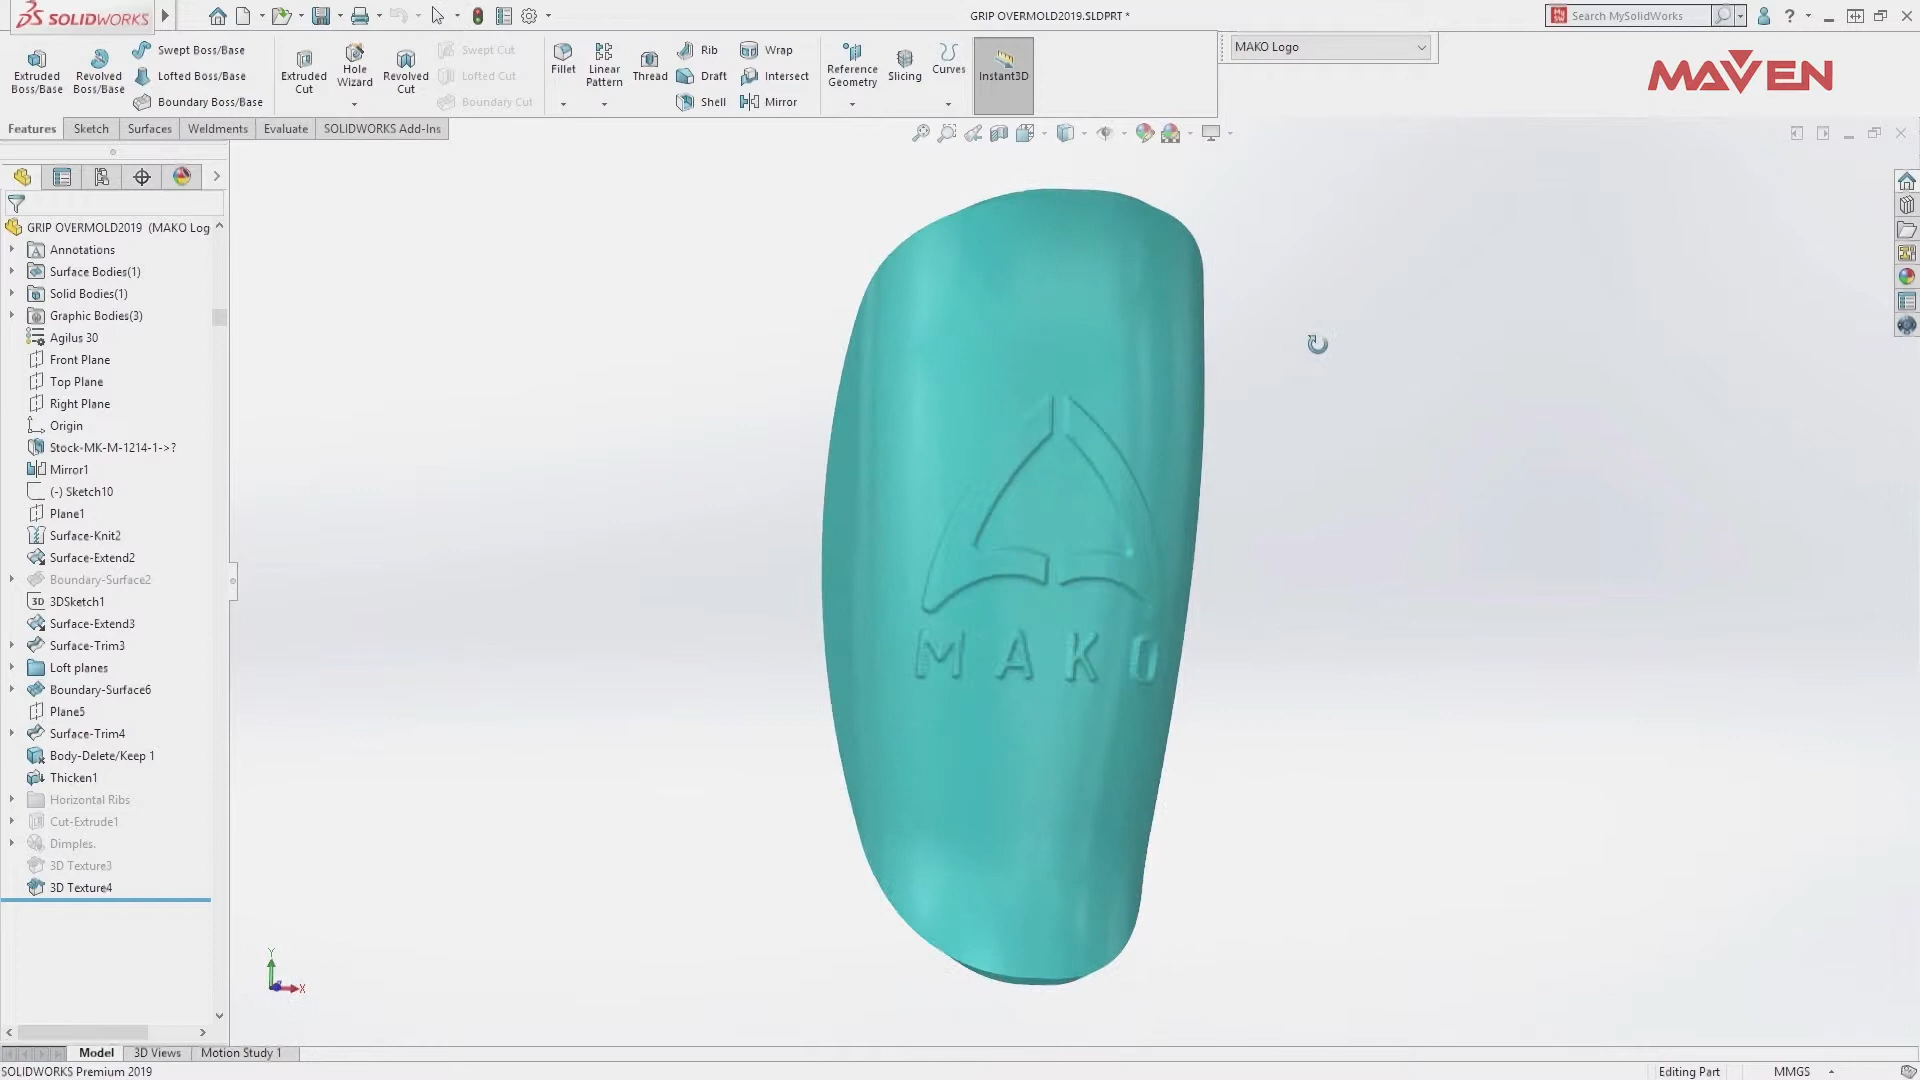 SOLIDWORKS
GRIP OVERMOLD2019.SLDPRT *
Search MySolidWorks
Extruded Boss/Base
Revolved Boss/Base
Swept Boss/Base
Lofted Boss/Base
Boundary Boss/Base
Extruded Cut
Hole Wizard
Revolved Cut
Swept Cut
Lofted Cut
Boundary Cut
Fillet
Linear Pattern
Thread
Rib
Draft
Shell
Wrap
Intersect
Mirror
Reference Geometry
Slicing
Curves
Instant3D
MAKO Logo
MAVEN
Features
Sketch
Surfaces
Weldments
Evaluate
SOLIDWORKS Add-Ins
GRIP OVERMOLD2019 (MAKO Log
Annotations
Surface Bodies(1)
Solid Bodies(1)
Graphic Bodies(3)
Agilus 30
Front Plane
Top Plane
Right Plane
Origin
Stock-MK-M-1214-1->?
Mirror1
(-) Sketch10
Plane1
Surface-Knit2
Surface-Extend2
Boundary-Surface2
3D 3DSketch1
Surface-Extend3
Surface-Trim3
Loft planes
Boundary-Surface6
Plane5
Surface-Trim4
Body-Delete/Keep 1
Thicken1
Horizontal Ribs
Cut-Extrude1
Dimples.
3D Texture3
3D Texture4
MAKO
Y
X
Model
3D Views
Motion Study 1
SOLIDWORKS Premium 2019
Editing Part
MMGS